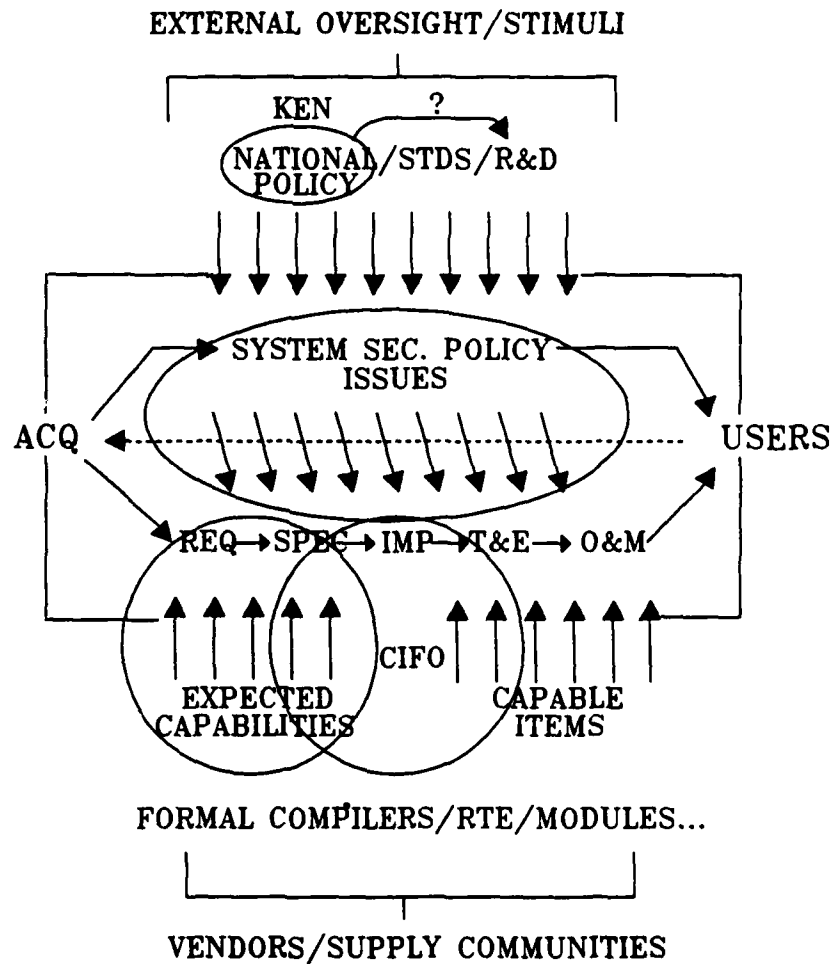 EXTERNAL OVERSIGHT/STIMULI
KEN
?
NATIONAL/STDS/R&D
POLICY
SYSTEM SEC. POLICY
ISSUES
ACQ
USERS
REQ SPEC IMP T&E O&M
CIFO
EXPECTED
CAPABILITIES
CAPABLE
ITEMS
FORMAL COMPILERS/RTE/MODULES...
VENDORS/SUPPLY COMMUNITIES